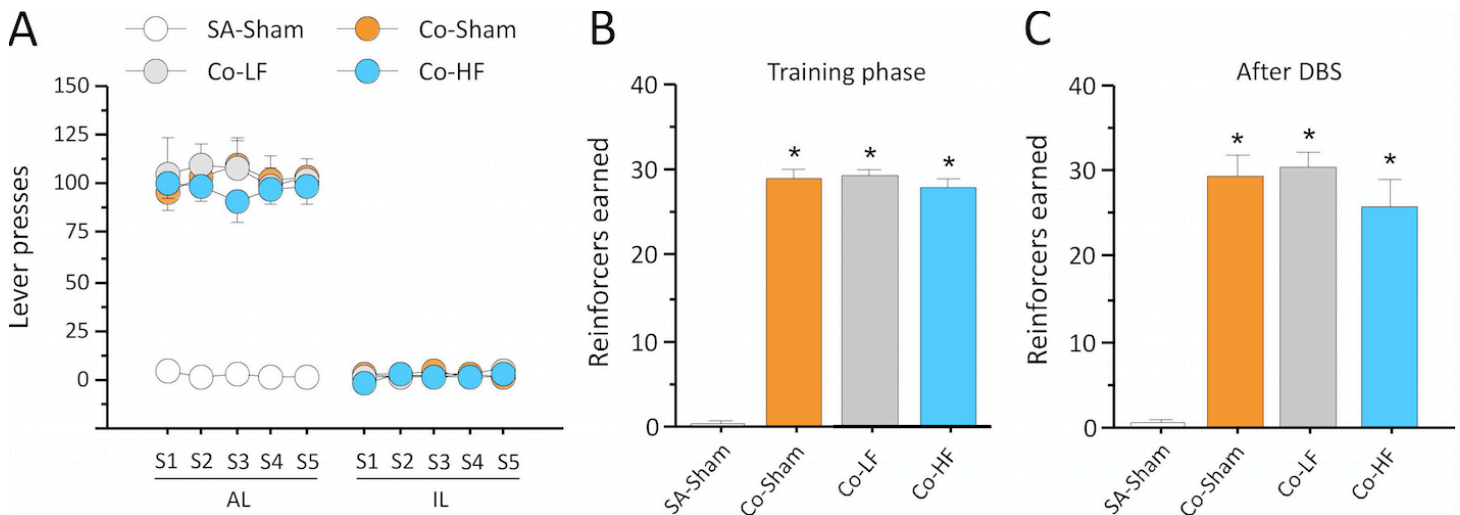 A
SA-Sham
Co-Sham
Co-LF
Co-HF
Lever presses
150
125
100
75
50
25
0
S1 S2 S3 S4 S5 S1 S2 S3 S4 S5
AL IL
B
Training phase
Reinforcers earned
40
30
20
10
0
* * *
SA-Sham Co-Sham Co-LF Co-HF
C
After DBS
Reinforcers earned
40
30
20
10
0
* * *
SA-Sham Co-Sham Co-LF Co-HF